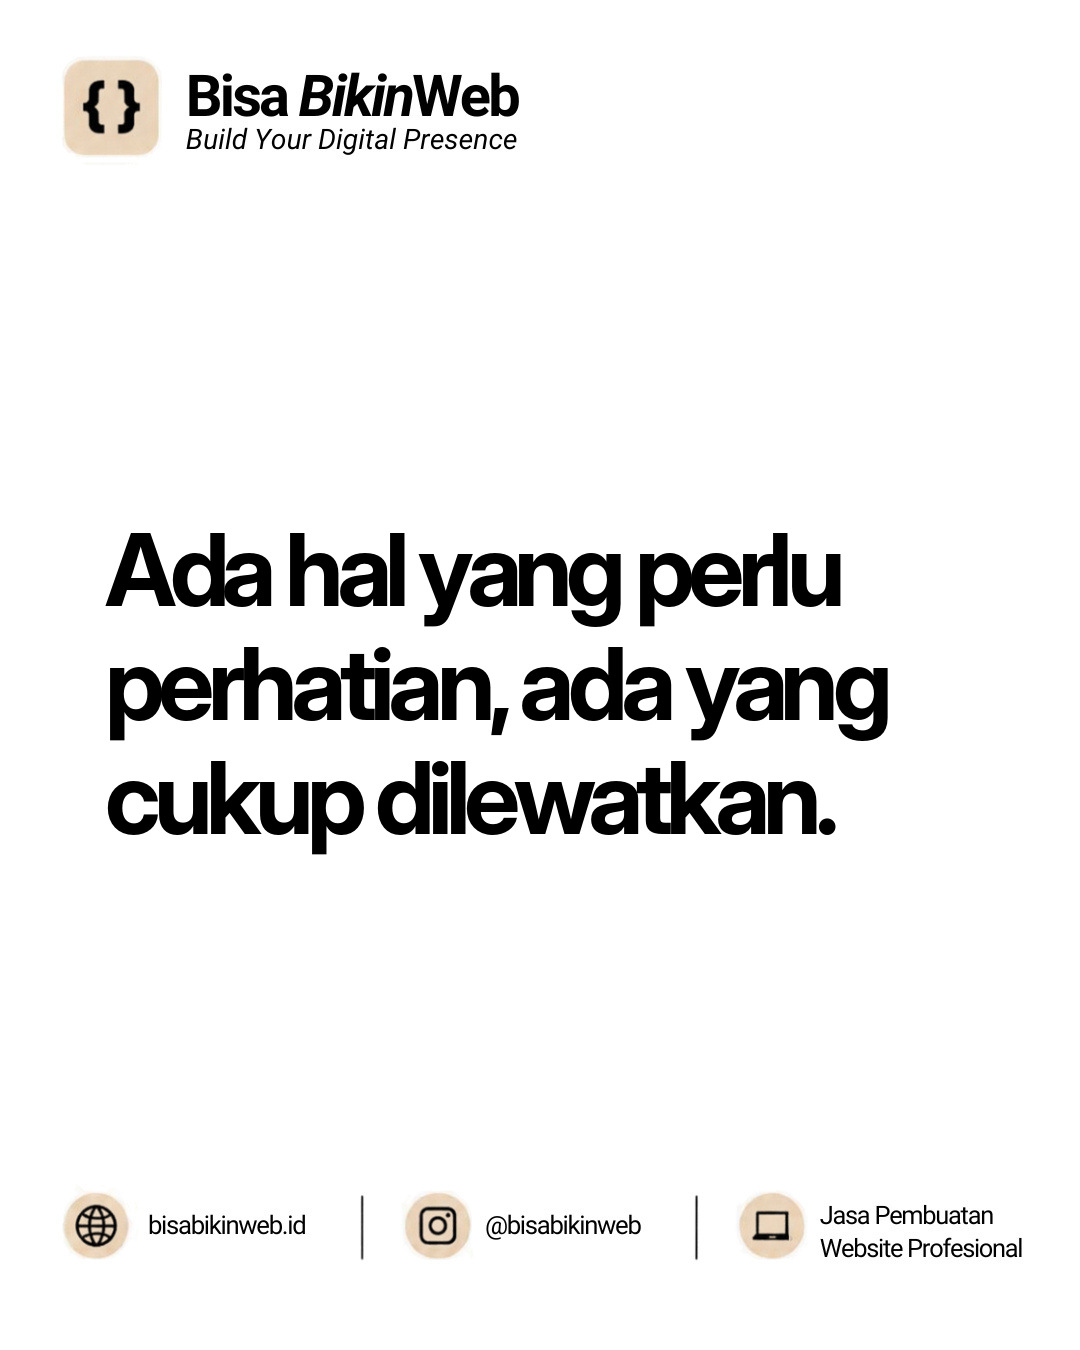 { }
Bisa BikinWeb
Build Your Digital Presence
Ada hal yang perlu
perhatian, ada yang
cukup dilewatkan.
bisabikinweb.id
@bisabikinweb
Jasa Pembuatan
Website Profesional